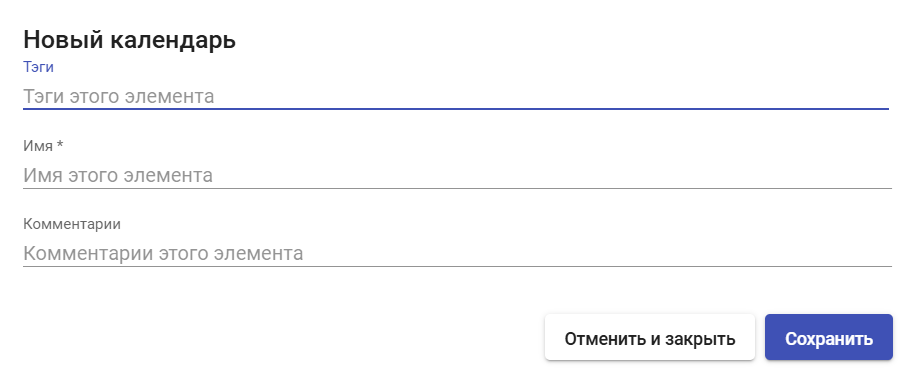 Новый календарь
Тэги
Тэги этого элемента
Имя *
Имя этого элемента
Комментарии
Комментарии этого элемента
Отменить и закрыть
Сохранить